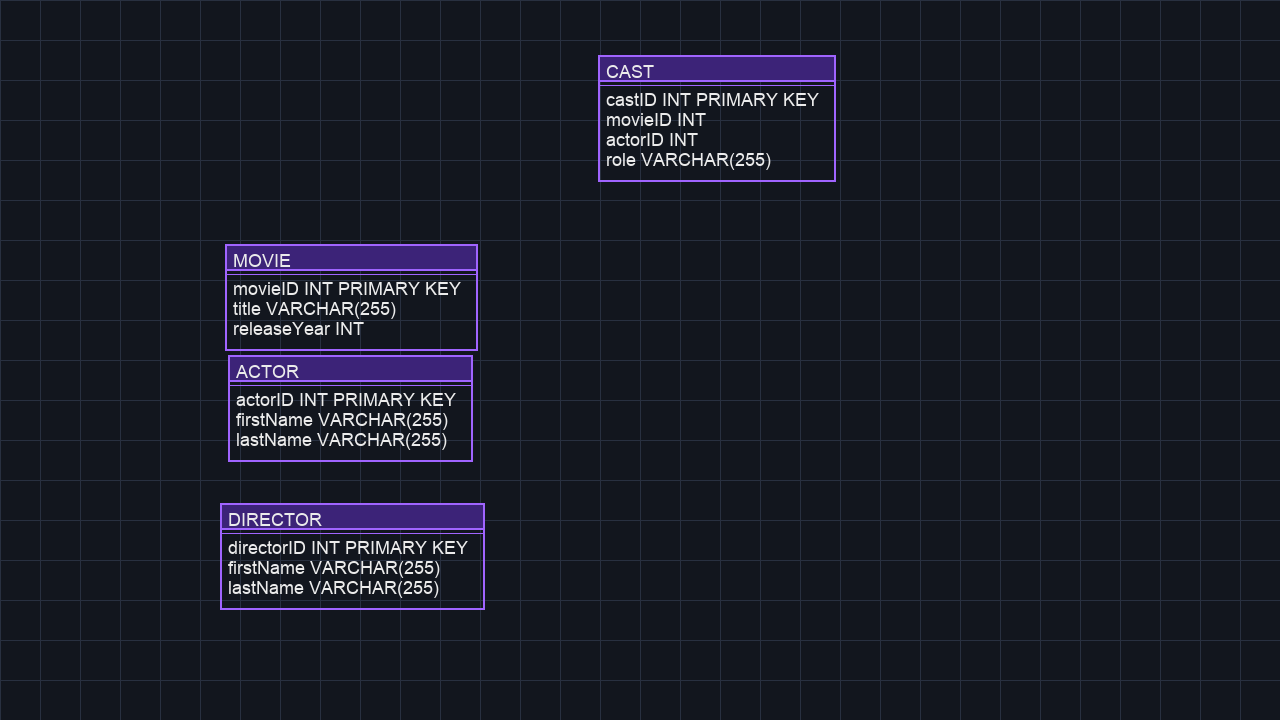 CAST
castID INT PRIMARY KEY
movieID INT
actorID INT
role VARCHAR(255)
MOVIE
movieID INT PRIMARY KEY
title VARCHAR(255)
releaseYear INT
ACTOR
actorID INT PRIMARY KEY
firstName VARCHAR(255)
lastName VARCHAR(255)
DIRECTOR
directorID INT PRIMARY KEY
firstName VARCHAR(255)
lastName VARCHAR(255)